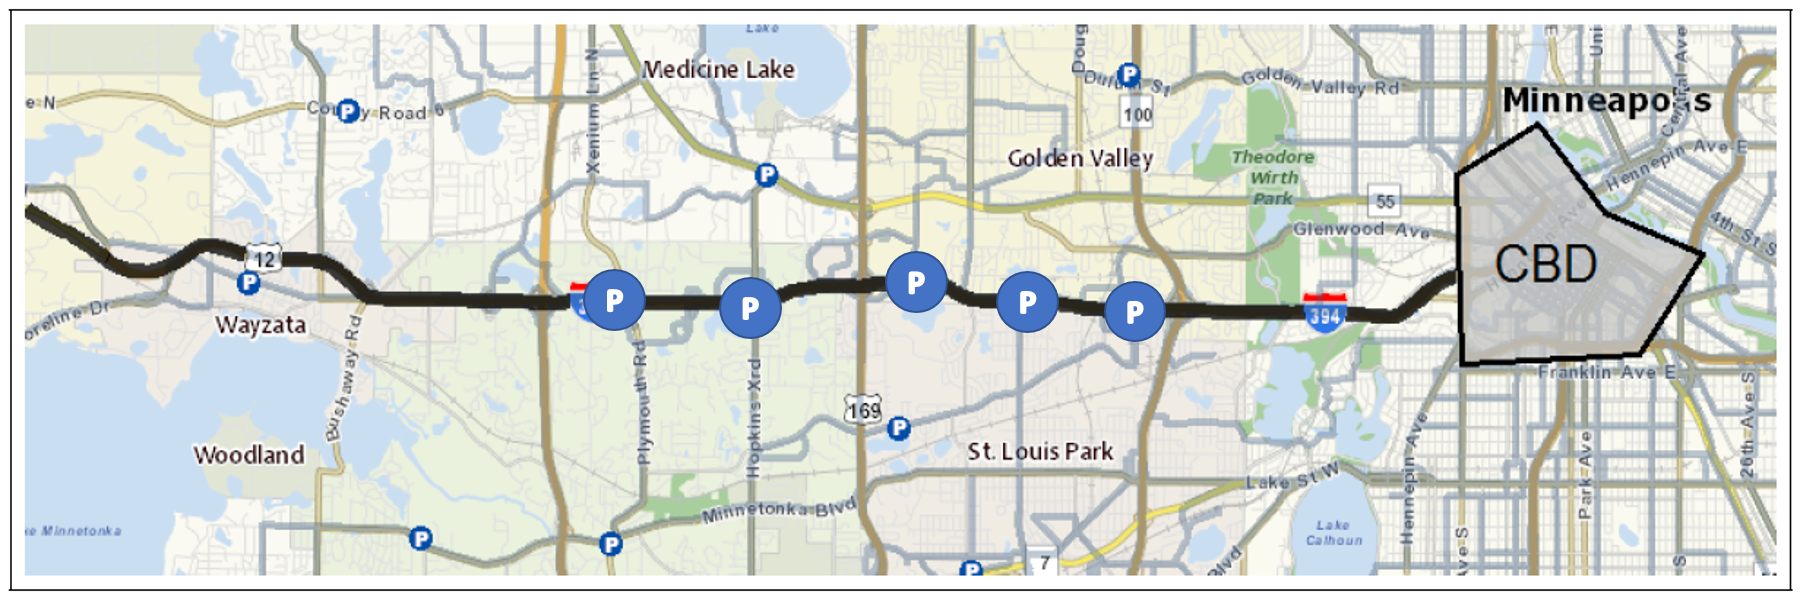 Lake
Medicine Lake
Xenium Ln N
Doug
Duluth St
Golden Valley Rd
E
Uni
Central Ave
Minneapolis
e N
P
County Road 6
P
100
Golden Valley
Theodore
Wirth
Park
P
55
Hennepin Ave E
Glenwood Ave
4th St S
12
P
CBD
P
P
P
P
P
394
oreline Dr
Wayzata
Bushaway Rd
Plymouth Rd
Hopkins Xrd
169
P
Franklin Ave E
26th Ave S
Woodland
St. Louis Park
Lake St W
Hennepin Ave
Park Ave
Minnetonka Blvd
ke Minnetonka
P
P
P
7
Blvd
Lake
Calhoun
Ave S
S